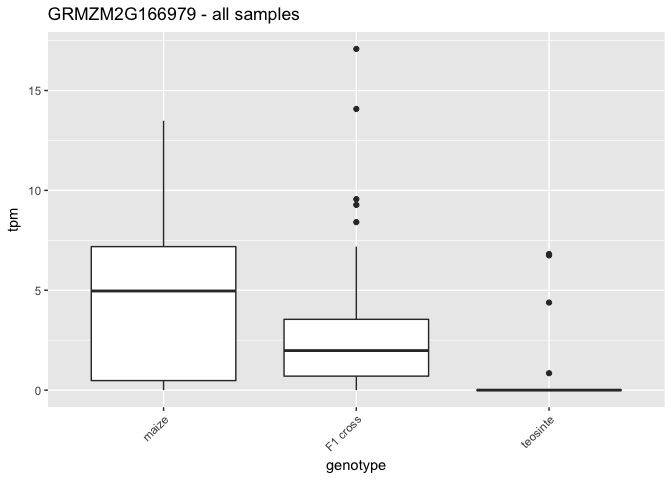 GRMZM2G166979 - all samples
15
10
5
0
tpm
maize
F1 cross
teosinte
genotype